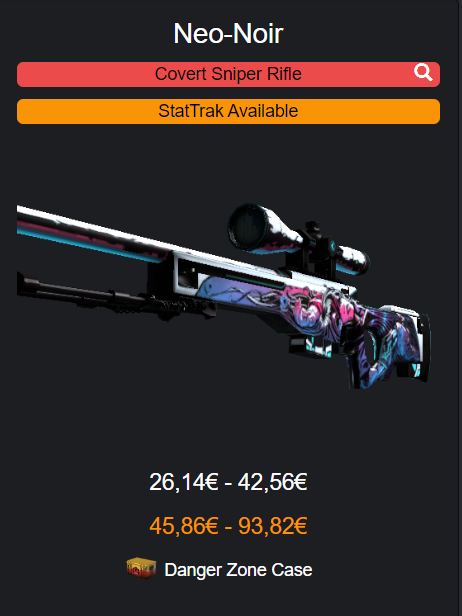 Neo-Noir
Covert Sniper Rifle
StatTrak Available
26,14€ - 42,56€
45,86€ - 93,82€
Danger Zone Case